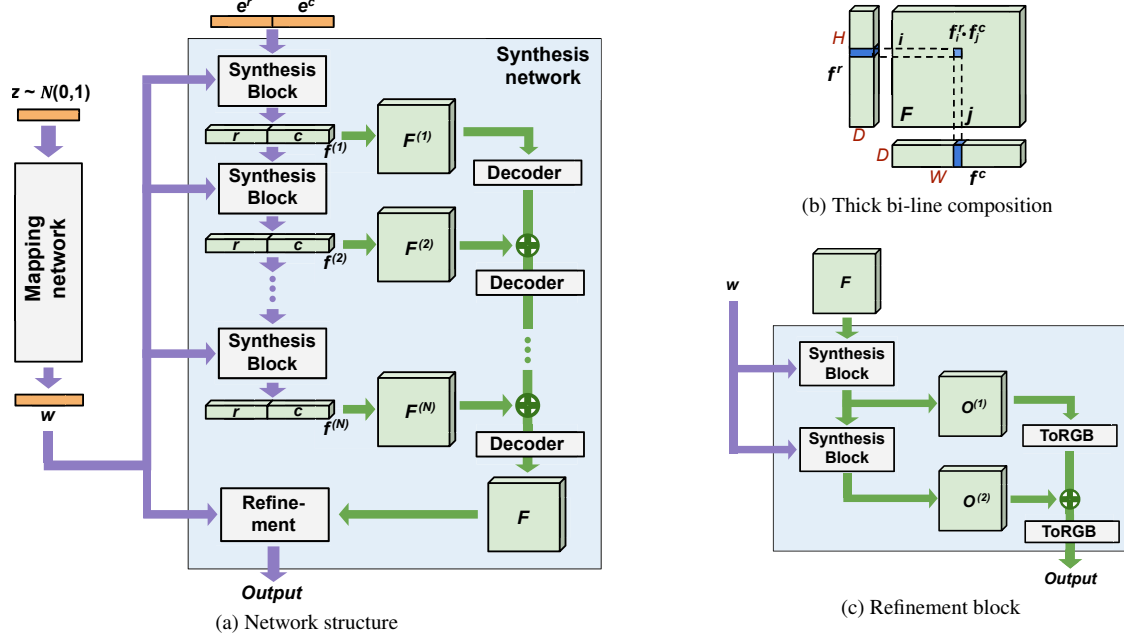 e^r e^c
Synthesis
network
z ~ N(0,1)
Mapping
network
w
Synthesis
Block
r c
f^(1)
F^(1)
Decoder
Synthesis
Block
r c
f^(2)
F^(2)
Decoder
Synthesis
Block
r c
f^(N)
F^(N)
Decoder
Refine-
ment
F
Output
(a) Network structure
H
i
f_i^r · f_j^c
f^r
F
j
D
D
W
f^c
(b) Thick bi-line composition
w
F
Synthesis
Block
O^(1)
ToRGB
Synthesis
Block
O^(2)
ToRGB
Output
(c) Refinement block